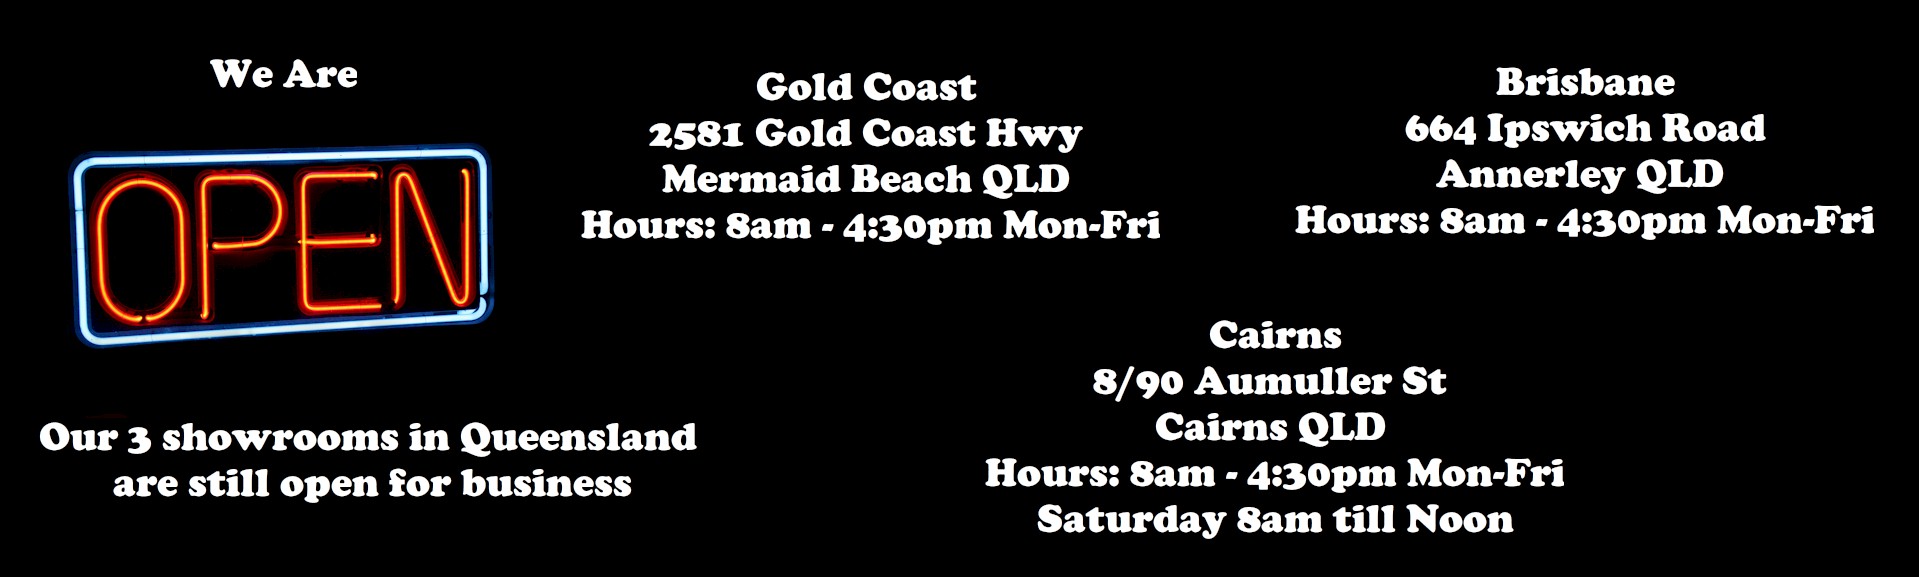 We Are
OPEN
Our 3 showrooms in Queensland
are still open for business
Gold Coast
2581 Gold Coast Hwy
Mermaid Beach QLD
Hours: 8am - 4:30pm Mon-Fri
Brisbane
664 Ipswich Road
Annerley QLD
Hours: 8am - 4:30pm Mon-Fri
Cairns
8/90 Aumuller St
Cairns QLD
Hours: 8am - 4:30pm Mon-Fri
Saturday 8am till Noon